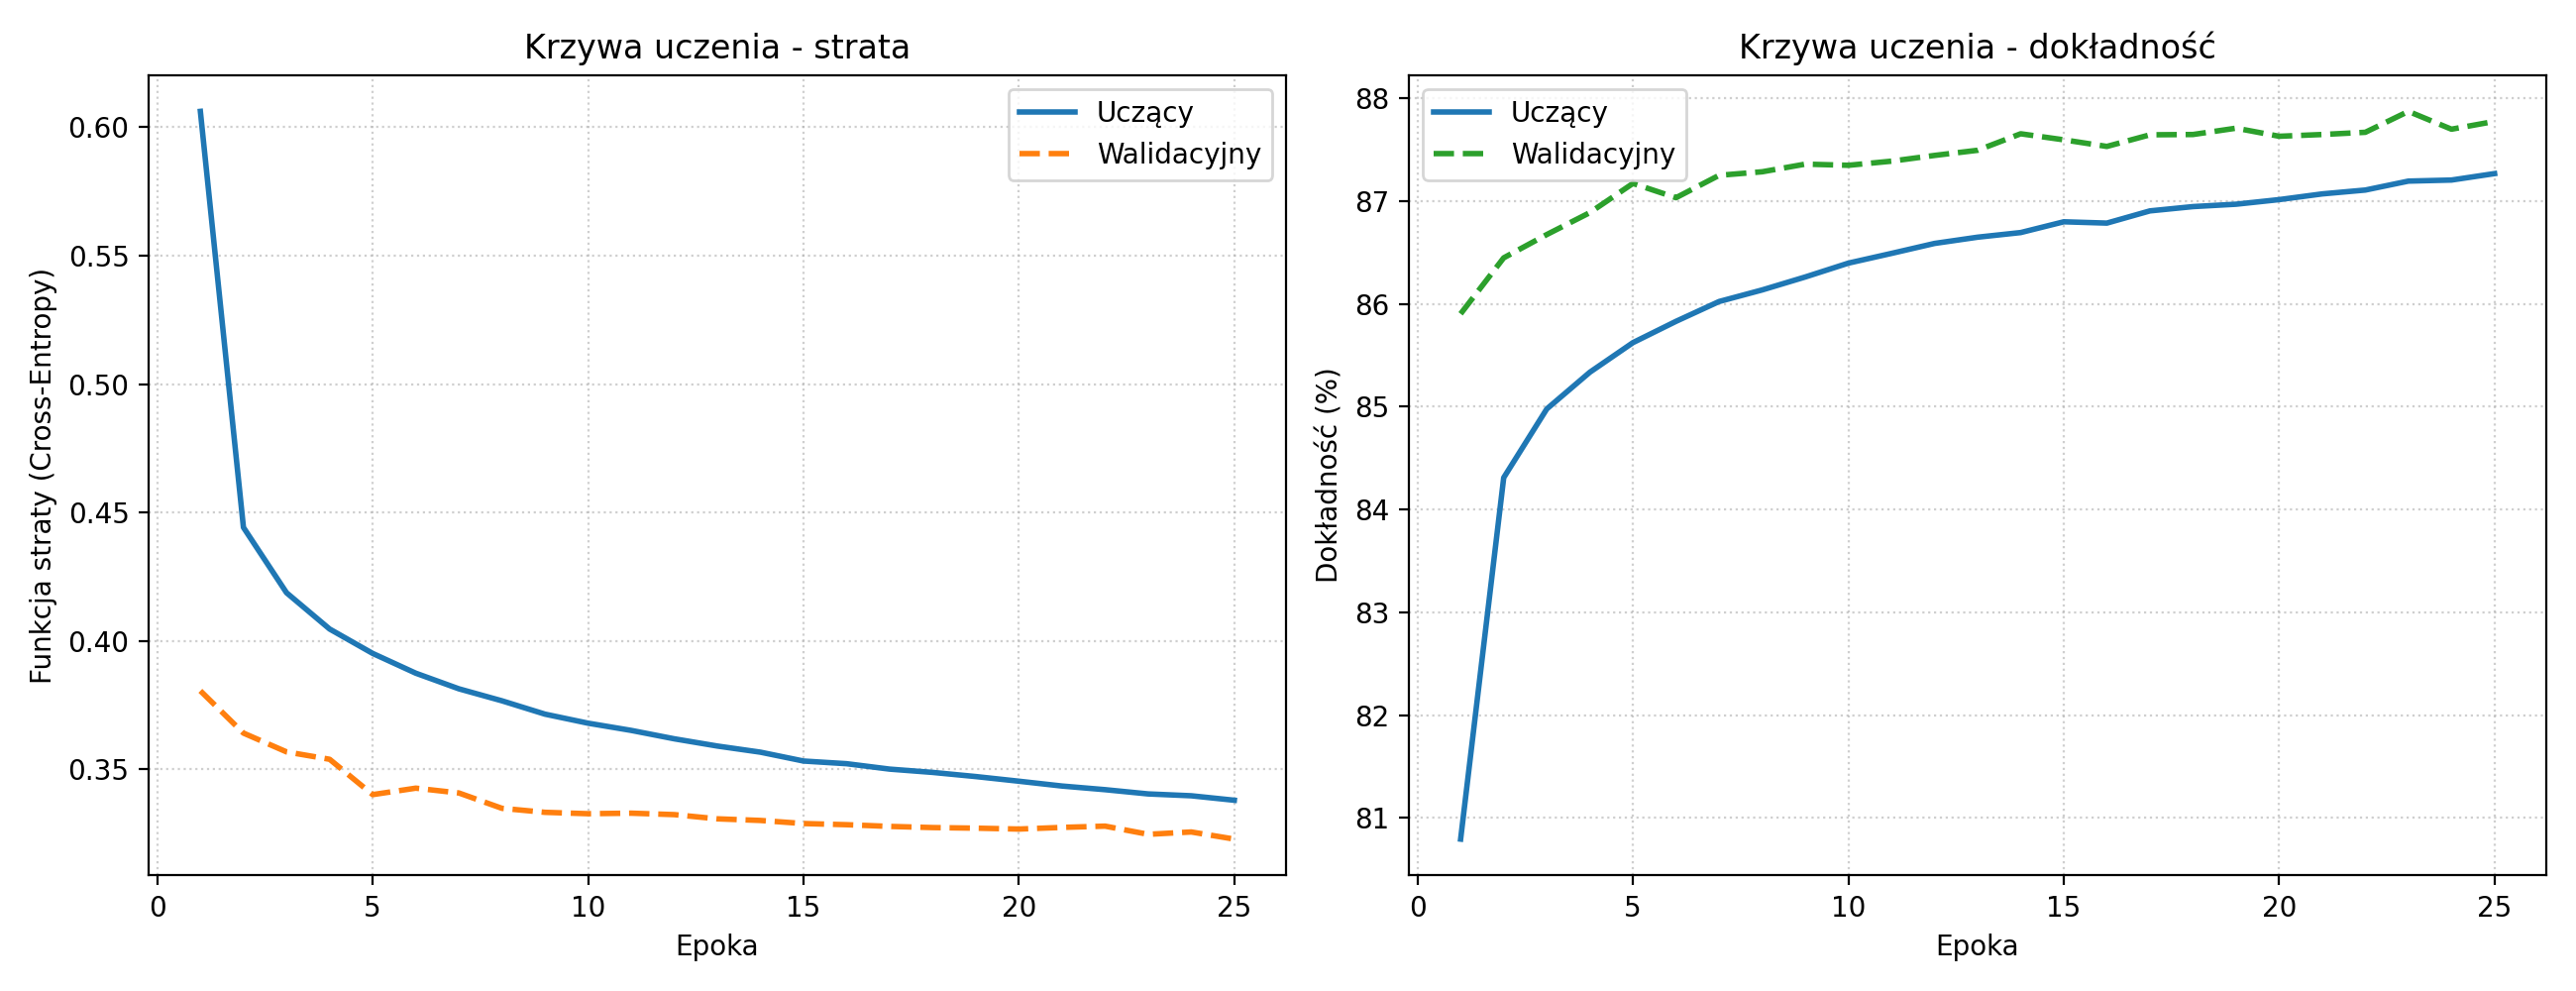 Krzywa uczenia - strata
Funkcja straty (Cross-Entropy)
0.60
0.55
0.50
0.45
0.40
0.35
Uczący
Walidacyjny
0
5
10
15
20
25
Epoka
Krzywa uczenia - dokładność
Dokładność (%)
88
87
86
85
84
83
82
81
Uczący
Walidacyjny
0
5
10
15
20
25
Epoka